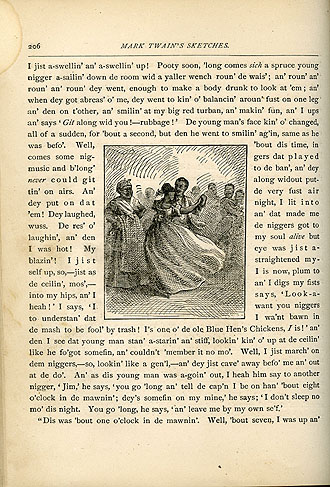 206 MARK TWAIN'S SKETCHES.
I jist a-swellin' an' a-swellin' up! Pooty soon, 'long comes sich a spruce young
nigger a-sailin' down de room wid a yaller wench roun' de wais'; an' roun' an'
roun' an' roun' dey went, enough to make a body drunk to look at 'em; an'
when dey got abreas' o' me, dey went to kin' o' balancin' aroun' fust on one leg
an' den on t'other, an' smilin' at my big red turban, an' makin' fun, an' I ups
an' says 'Git along wid you!—rubbage!' De young man's face kin' o' changed,
all of a sudden, for 'bout a second, but den he went to smilin' ag'in, same as he
was befo'. Well, 'bout dis time, in
comes some nig- gers dat played
music and b'long' to de ban', an' dey
never could git along widout put-
tin' on airs. An' de very fust air
dey put on dat night, I lit into
'em! Dey laughed, an' dat made me
wuss. De res' o' de niggers got to
laughin', an' den my soul alive but
I was hot! My eye was jist a-
blazin'! I jist straightened my-
self up, so,—jist as I is now, plum to
ceilin', mos',— an' I digs my fists
into my hips, an' I says, 'Look-a-
heah!' I says, 'I want you niggers
to understan' dat I wa'nt bawn in
de mash to be fool' by trash! I's one o' de ole Blue Hen's Chickens, I is!' an'
den I see dat young man stan' a-starin' an' stiff, lookin' kin' o' up at de ceilin'
like he fo'got somefin, an' couldn't 'member it no mo'. Well, I jist march' on
dem niggers,—so, lookin' like a gen'l,—an' dey jist cave' away befo' me an' out
at de do'. An' as dis young man was a-goin' out, I heah him say to another
nigger, 'Jim,' he says, 'you go 'long an' tell de cap'n I be on han' 'bout eight
o'clock in de mawnin'; dey's somefin on my mine,' he says; 'I don't sleep no
mo' dis night. You go 'long, he says, 'an' leave me by my own se'f.'
"Dis was 'bout one o'clock in de mawnin'. Well, 'bout seven, I was up an'